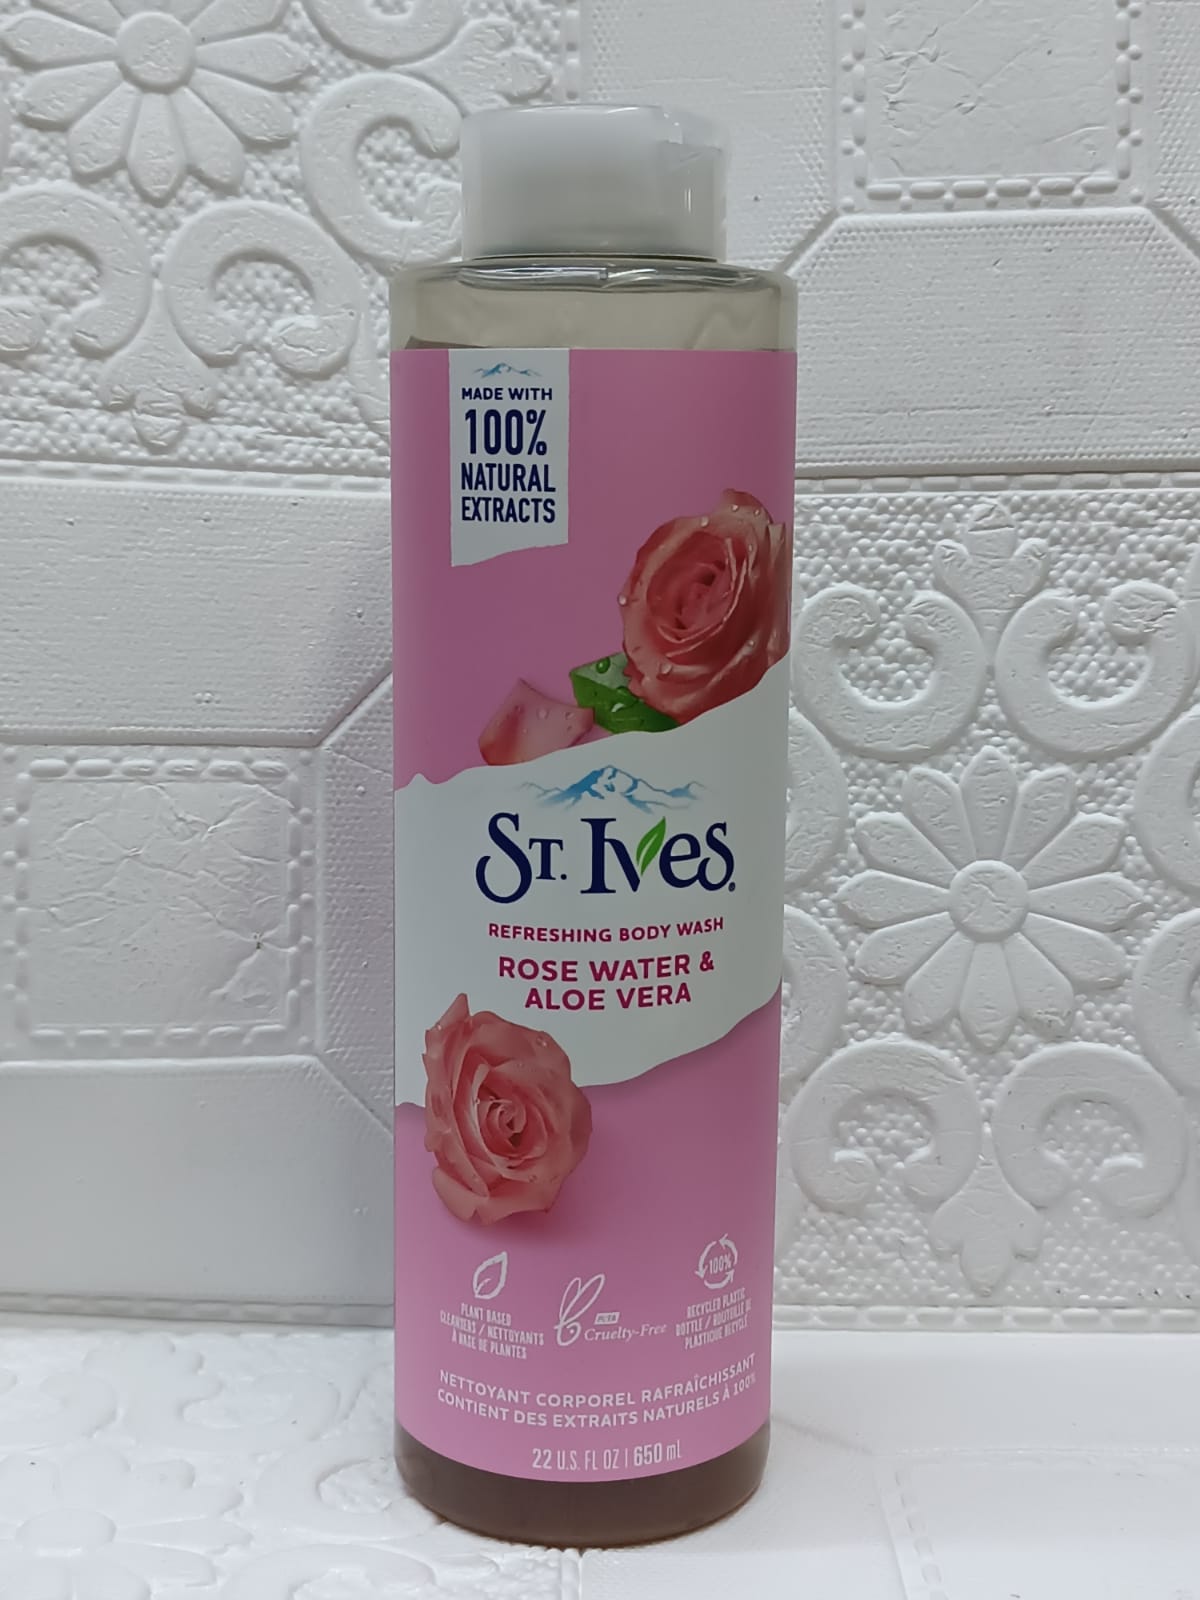 MADE WITH
100%
NATURAL
EXTRACTS
ST. IVES®
REFRESHING BODY WASH
ROSE WATER &
ALOE VERA
PLANT BASED
CLEANSERS / NETTOYANTS
À BASE DE PLANTES
PETA
Cruelty-Free
100%
RECYCLED PLASTIC
BOTTLE / BOUTEILLE DE
PLASTIQUE RECYCLÉ
NETTOYANT CORPOREL RAFRAÎCHISSANT
CONTIENT DES EXTRAITS NATURELS À 100%
22 U.S. FL OZ | 650 mL